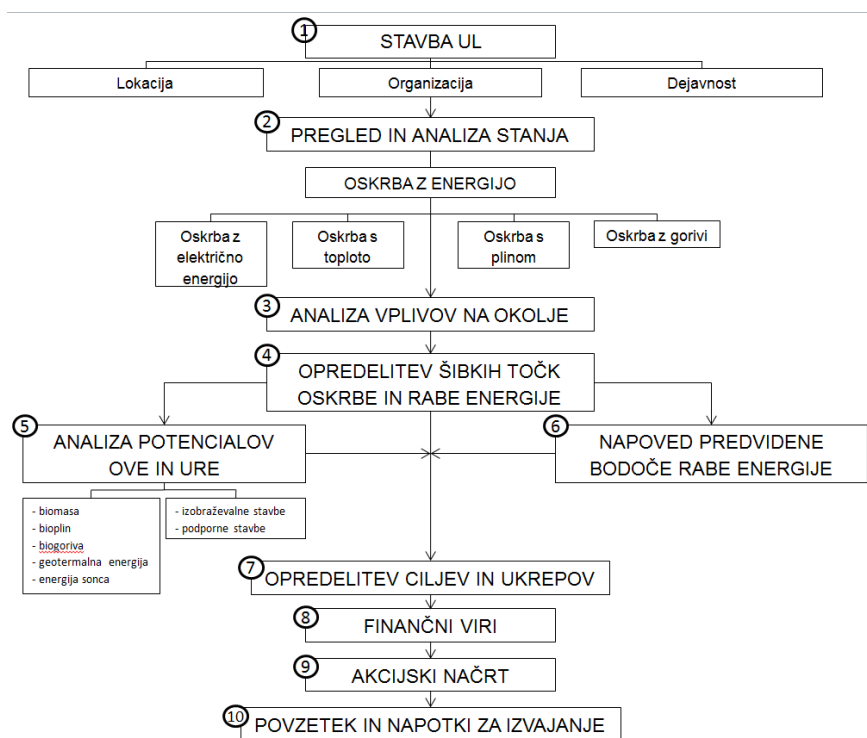 1
STAVBA UL
Lokacija
Organizacija
Dejavnost
2
PREGLED IN ANALIZA STANJA
OSKRBA Z ENERGIJO
Oskrba z
električno
energijo
Oskrba s
toploto
Oskrba s
plinom
Oskrba z gorivi
3
ANALIZA VPLIVOV NA OKOLJE
4
OPREDELITEV ŠIBKIH TOČK
OSKRBE IN RABE ENERGIJE
5
ANALIZA POTENCIALOV
OVE IN URE
6
NAPOVED PREDVIDENE
BODOČE RABE ENERGIJE
- biomasa
- bioplin
- biogoriva
- geotermalna energija
- energija sonca
- izobraževalne stavbe
- podporne stavbe
7
OPREDELITEV CILJEV IN UKREPOV
8
FINANČNI VIRI
9
AKCIJSKI NAČRT
10
POVZETEK IN NAPOTKI ZA IZVAJANJE